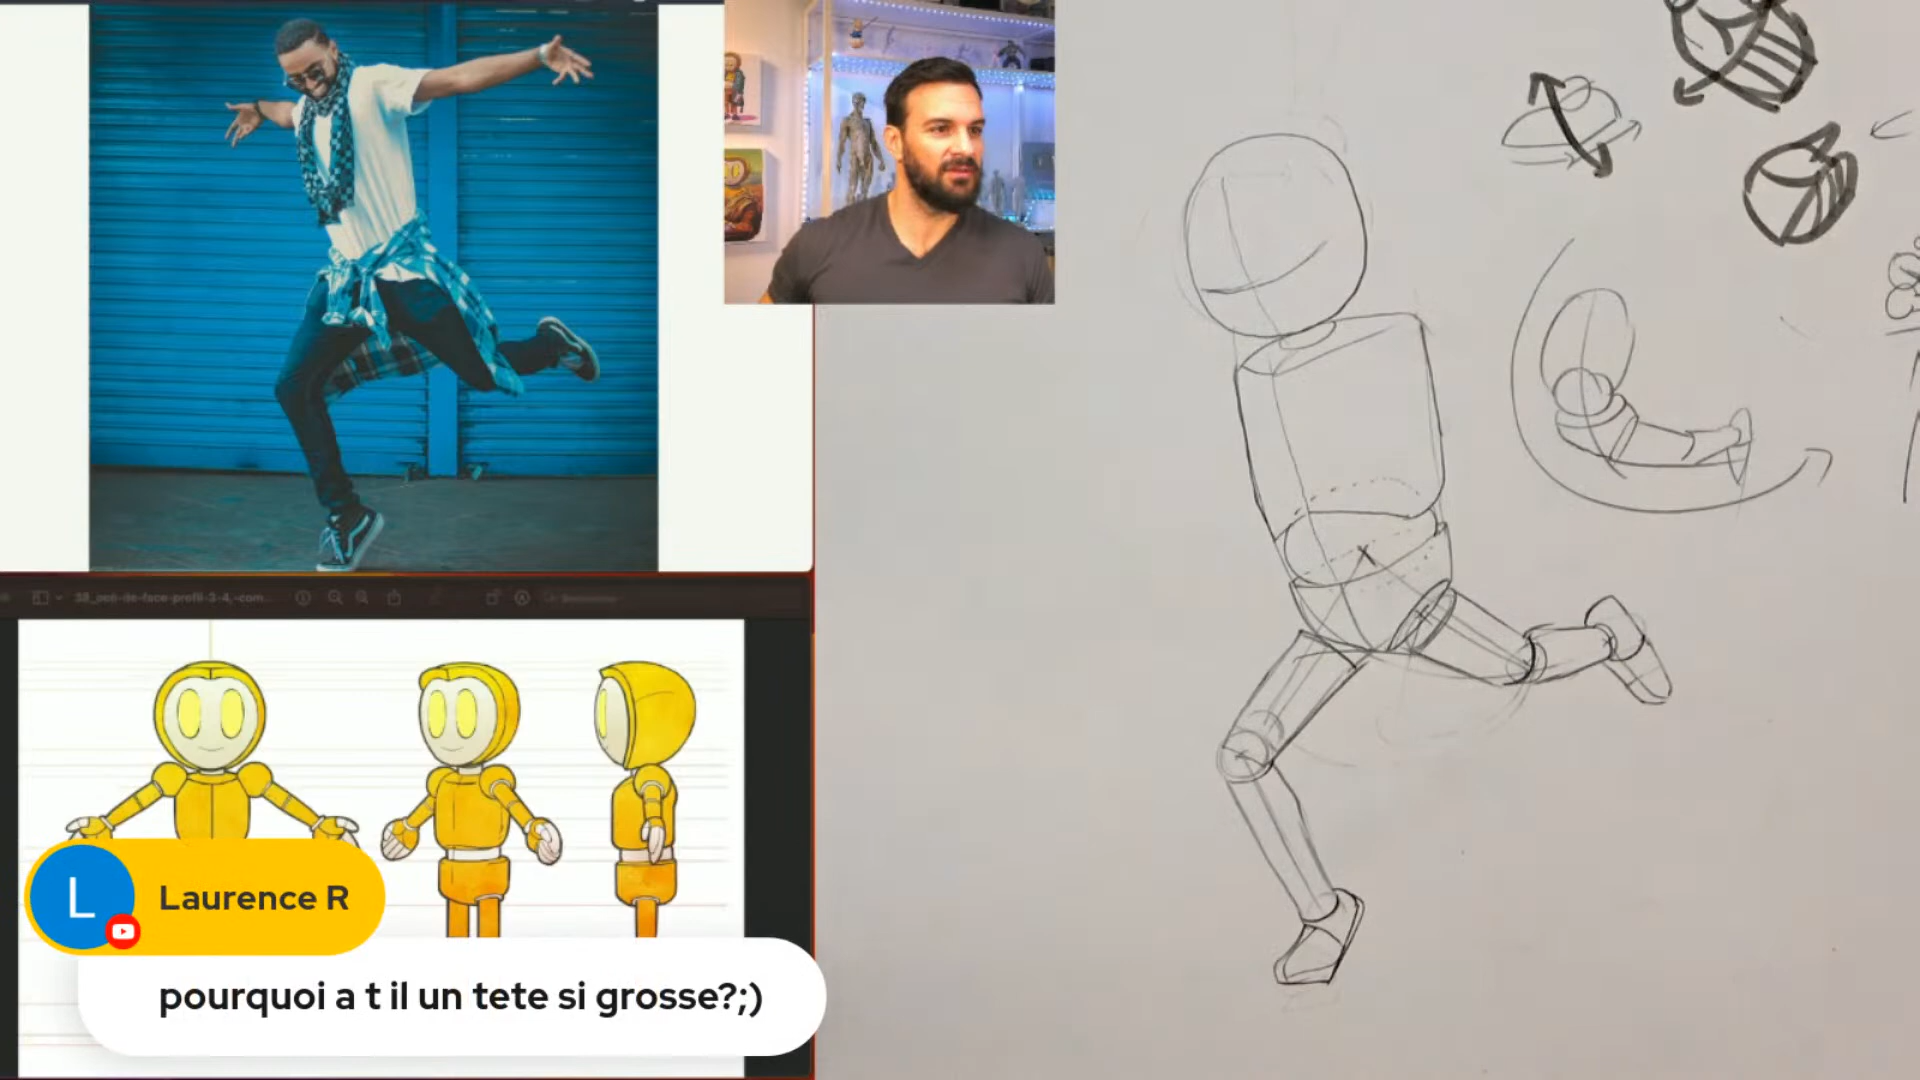 L
Laurence R
pourquoi a t il un tete si grosse?;)